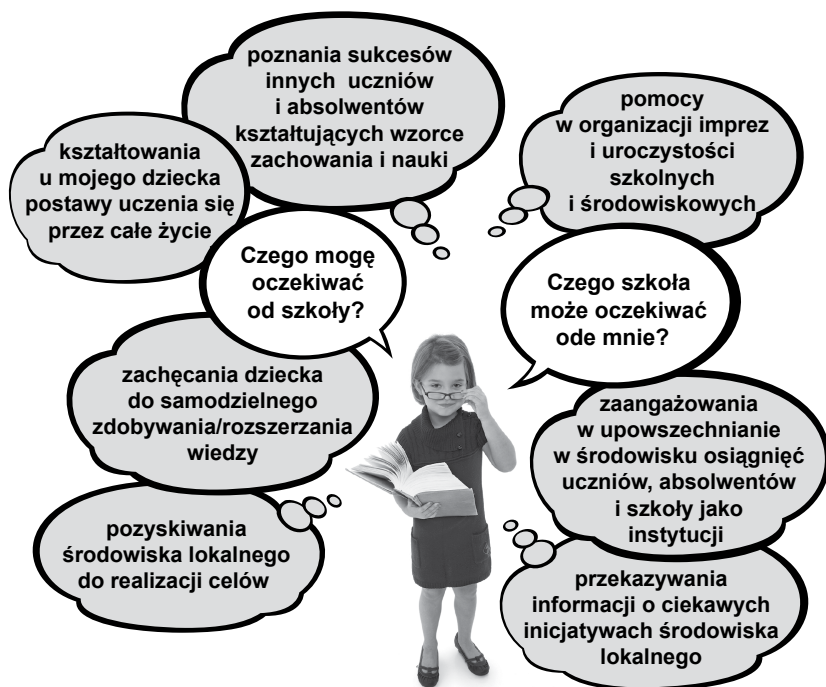 poznania sukcesów
innych uczniów
i absolwentów
kształtujących wzorce
zachowania i nauki
kształtowania
u mojego dziecka
postawy uczenia się
przez całe życie
Czego mogę
oczekiwać
od szkoły?
zachęcania dziecka
do samodzielnego
zdobywania/rozszerzania
wiedzy
pozyskiwania
środowiska lokalnego
do realizacji celów
pomocy
w organizacji imprez
i uroczystości
szkolnych
i środowiskowych
Czego szkoła
może oczekiwać
ode mnie?
zaangażowania
w upowszechnianie
w środowisku osiągnięć
uczniów, absolwentów
i szkoły jako
instytucji
przekazywania
informacji o ciekawych
inicjatywach środowiska
lokalnego